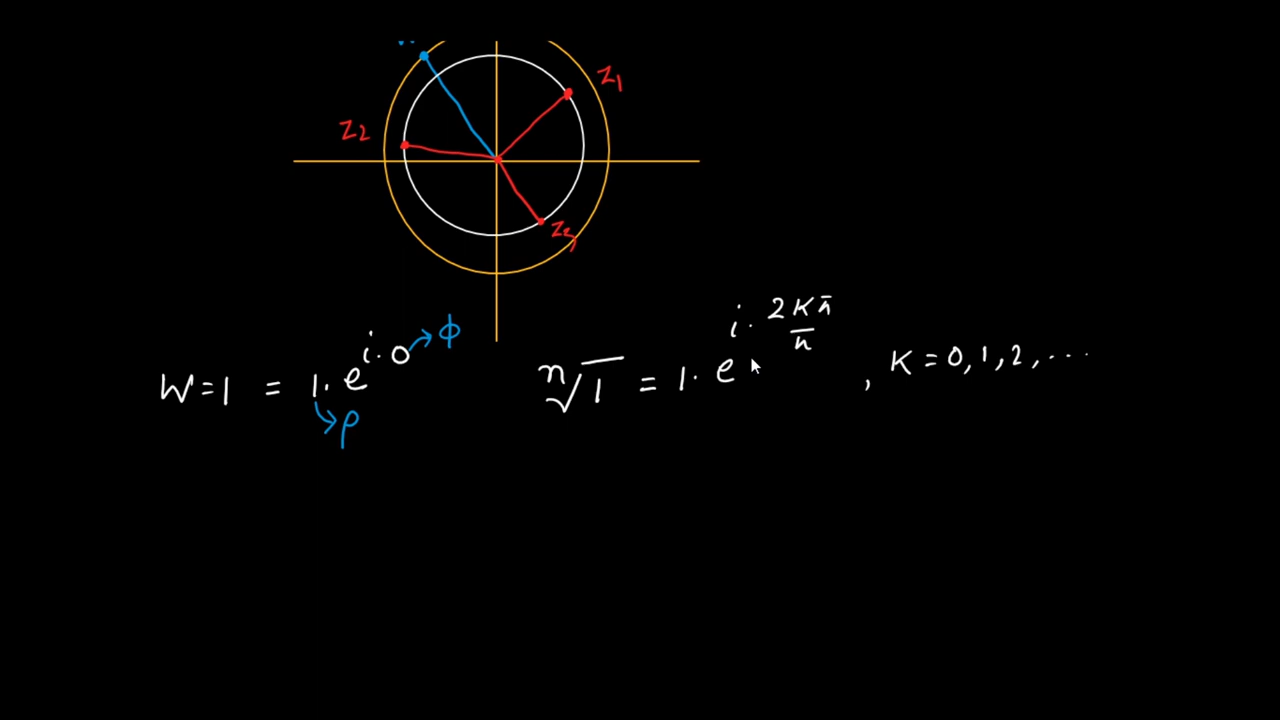 Z1
Z2
Z3
W=1 = 1. e^{i.0} → φ
→ ρ
ⁿ√1 = 1. e^{i. 2Kπ/n} , K=0,1,2,...